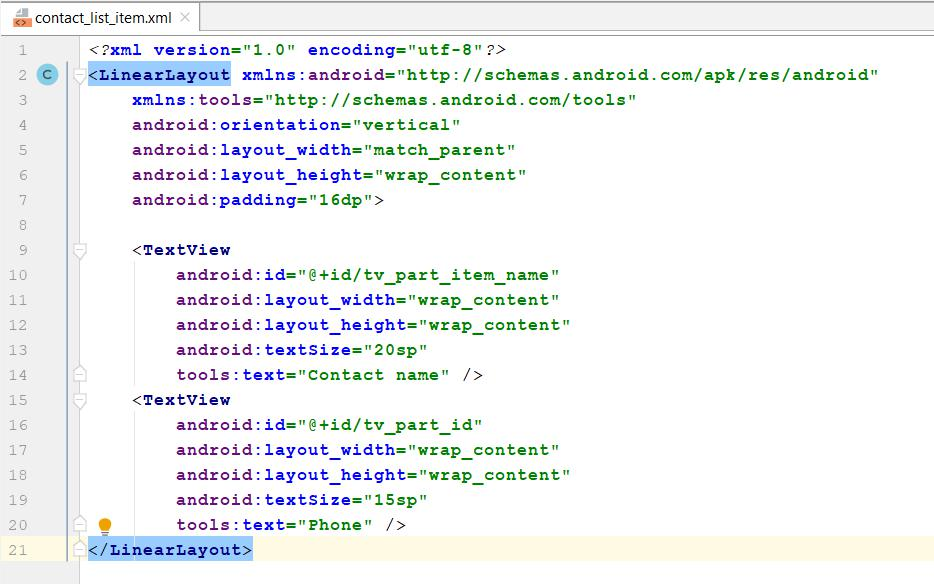 contact_list_item.xml
1 <?xml version="1.0" encoding="utf-8"?>
2 C <LinearLayout xmlns:android="http://schemas.android.com/apk/res/android"
3     xmlns:tools="http://schemas.android.com/tools"
4     android:orientation="vertical"
5     android:layout_width="match_parent"
6     android:layout_height="wrap_content"
7     android:padding="16dp">
8
9     <TextView
10         android:id="@+id/tv_part_item_name"
11         android:layout_width="wrap_content"
12         android:layout_height="wrap_content"
13         android:textSize="20sp"
14         tools:text="Contact name" />
15     <TextView
16         android:id="@+id/tv_part_id"
17         android:layout_width="wrap_content"
18         android:layout_height="wrap_content"
19         android:textSize="15sp"
20         tools:text="Phone" />
21 </LinearLayout>